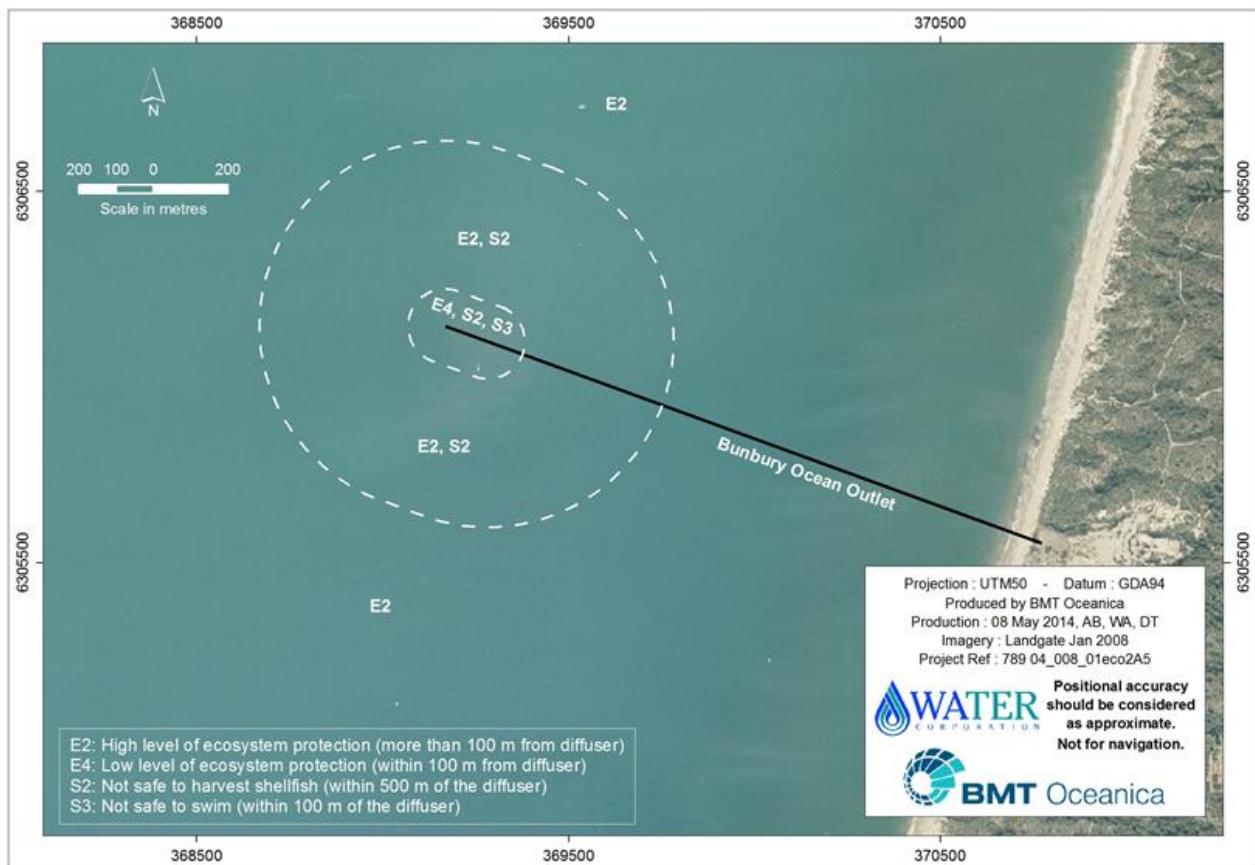 368500
369500
370500
E2
N
6306500
6306500
200 100 0 200
Scale in metres
E2, S2
E4, S2, S3
E2, S2
Bunbury Ocean Outlet
6305500
6305500
E2
Projection : UTM50 - Datum : GDA94
Produced by BMT Oceanica
Production : 08 May 2014, AB, WA, DT
Imagery : Landgate Jan 2008
Project Ref : 789 04_008_01eco2A5
WATER
CORPORATION
Positional accuracy
should be considered
as approximate.
Not for navigation.
BMT Oceanica
E2: High level of ecosystem protection (more than 100 m from diffuser)
E4: Low level of ecosystem protection (within 100 m from diffuser)
S2: Not safe to harvest shellfish (within 500 m of the diffuser)
S3: Not safe to swim (within 100 m of the diffuser)
368500
369500
370500